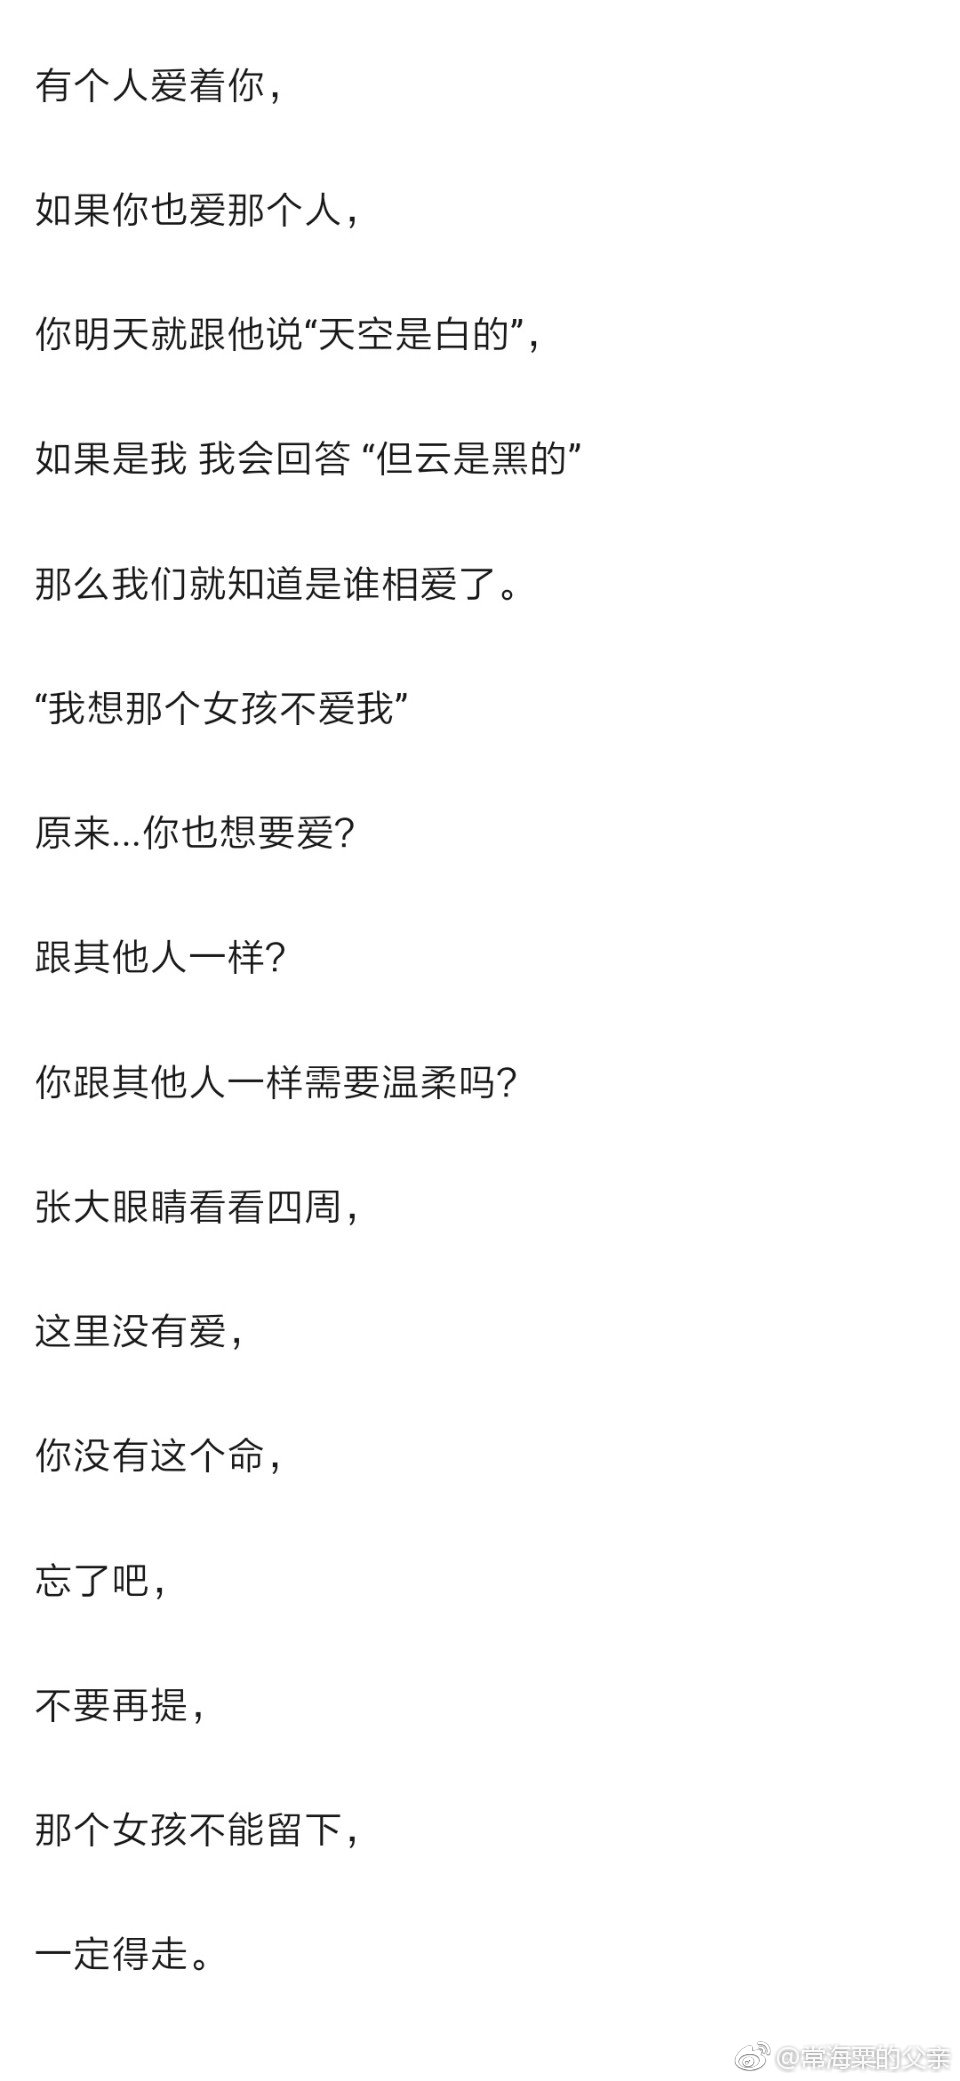 有个人爱着你，
如果你也爱那个人，
你明天就跟他说“天空是白的”，
如果是我 我会回答 “但云是黑的”
那么我们就知道是谁相爱了。
“我想那个女孩不爱我”
原来...你也想要爱？
跟其他人一样？
你跟其他人一样需要温柔吗？
张大眼睛看看四周，
这里没有爱，
你没有这个命，
忘了吧，
不要再提，
那个女孩不能留下，
一定得走。
@常海粟的父亲